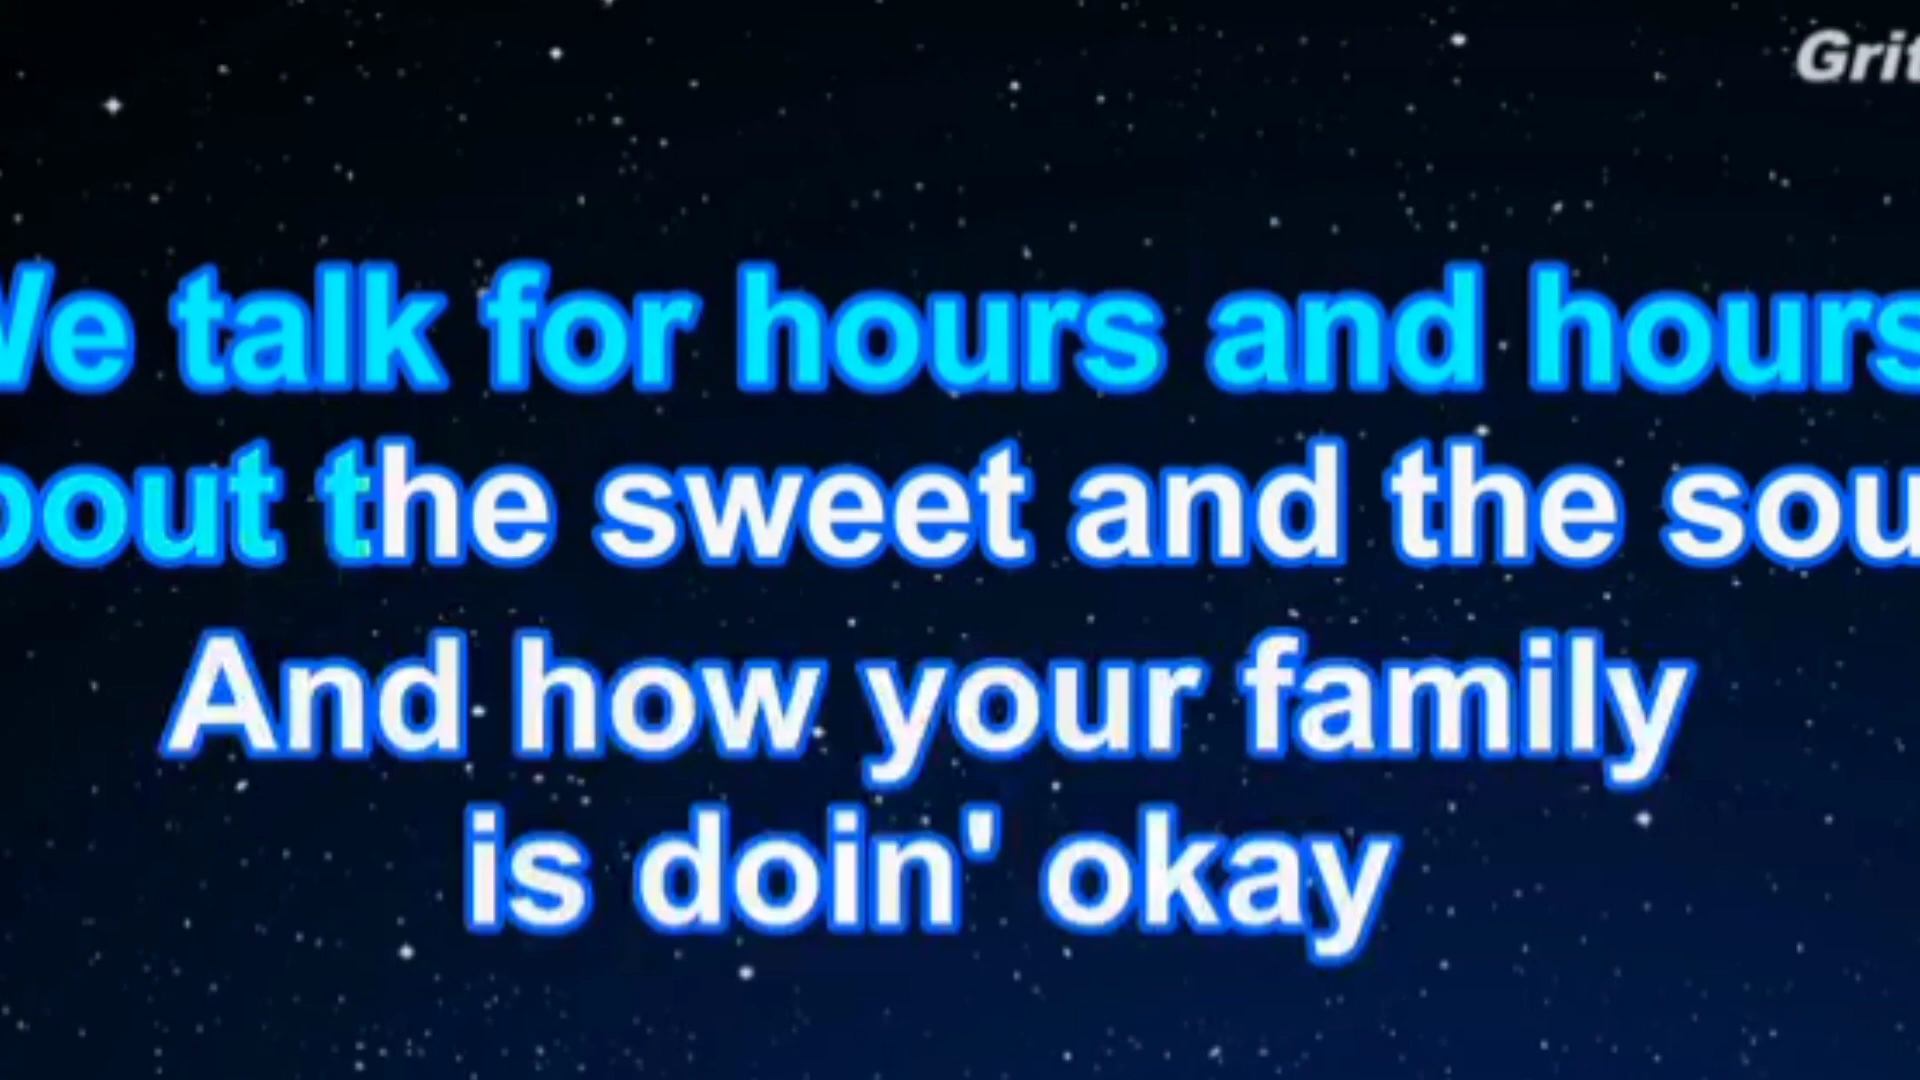 Grit
We talk for hours and hours
bout the sweet and the sou
And how your family
is doin' okay